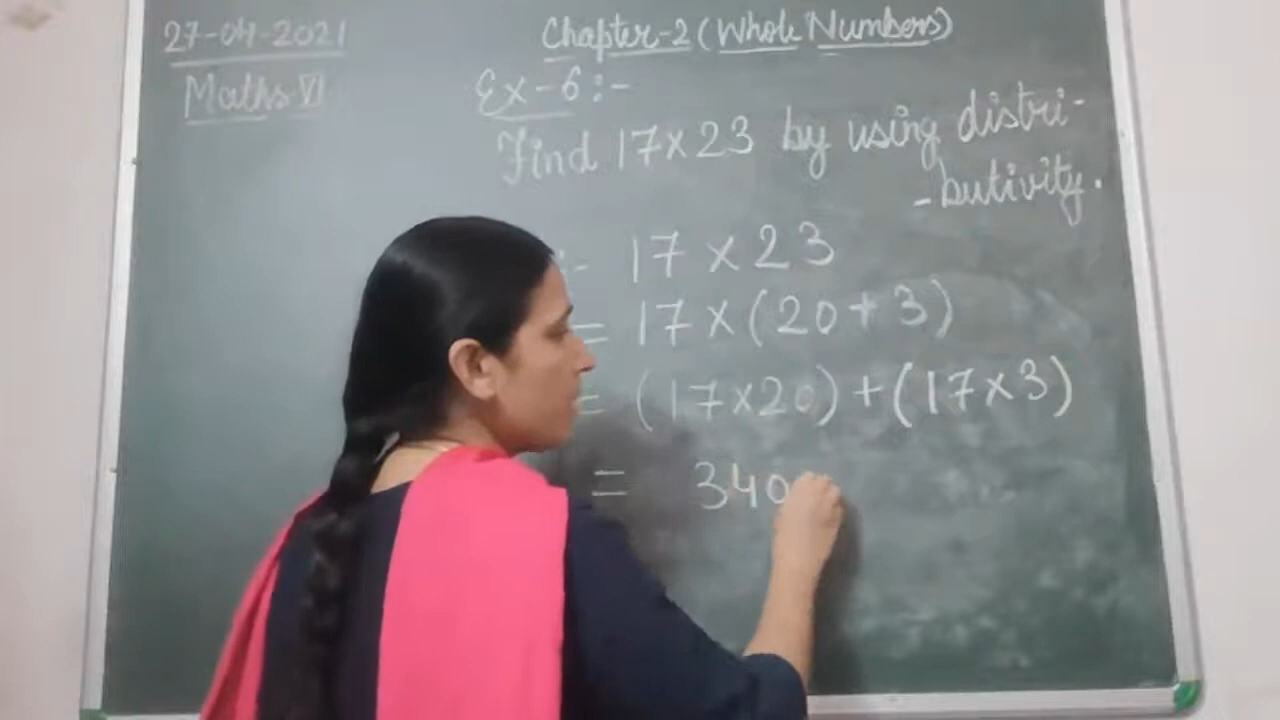 27-04-2021
Maths VI
Chapter-2 (Whole Numbers)
Ex-6:-
Find 17×23 by using distri-
-butivity.
:- 17 × 23
= 17 × (20 + 3)
= (17×20) + (17×3)
= 340